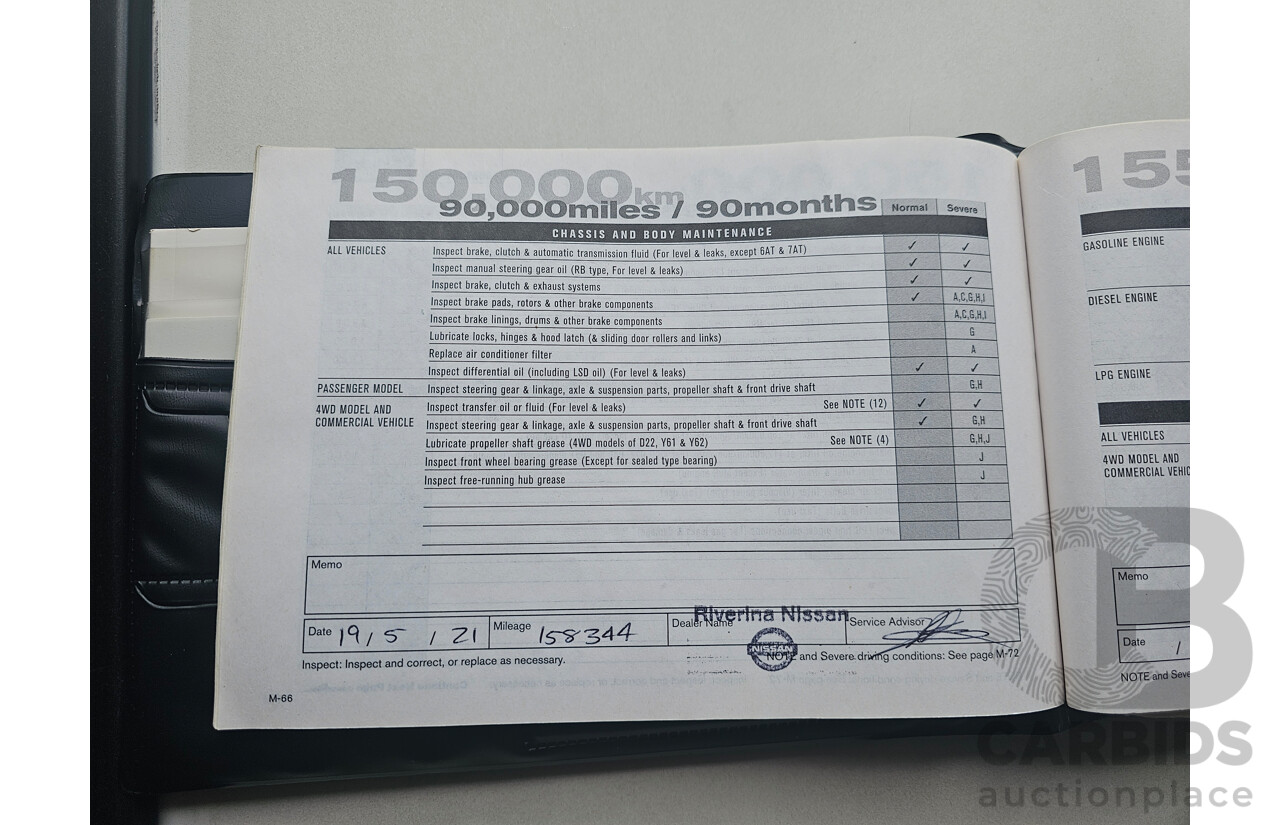 150,000km
90,000miles / 90months
Normal Severe
CHASSIS AND BODY MAINTENANCE
ALL VEHICLES Inspect brake, clutch & automatic transmission fluid (For level & leaks, except 6AT & 7AT) ✓ ✓
Inspect manual steering gear oil (RB type, For level & leaks) ✓ ✓
Inspect brake, clutch & exhaust systems ✓ ✓
Inspect brake pads, rotors & other brake components ✓ A,C,G,H,I
Inspect brake linings, drums & other brake components A,C,G,H,I
Lubricate locks, hinges & hood latch (& sliding door rollers and links) G
Replace air conditioner filter A
Inspect differential oil (including LSD oil) (For level & leaks) ✓ ✓
PASSENGER MODEL Inspect steering gear & linkage, axle & suspension parts, propeller shaft & front drive shaft G,H
4WD MODEL AND
COMMERCIAL VEHICLE
Inspect transfer oil or fluid (For level & leaks) See NOTE (12) ✓ ✓
Inspect steering gear & linkage, axle & suspension parts, propeller shaft & front drive shaft ✓ G,H
Lubricate propeller shaft grease (4WD models of D22, Y61 & Y62) See NOTE (4) G,H,J
Inspect front wheel bearing grease (Except for sealed type bearing) J
Inspect free-running hub grease J
Memo
Date 19/5/21 Mileage 158344 Dealer Name Riverina Nissan Service Advisor
NISSAN
Inspect: Inspect and correct, or replace as necessary. NOTE and Severe driving conditions: See page M-72
M-66
155
GASOLINE ENGINE
DIESEL ENGINE
LPG ENGINE
ALL VEHICLES
4WD MODEL AND
COMMERCIAL VEHIC
Memo
Date /
NOTE and Seve
CB
CARBIDS
auctionplace